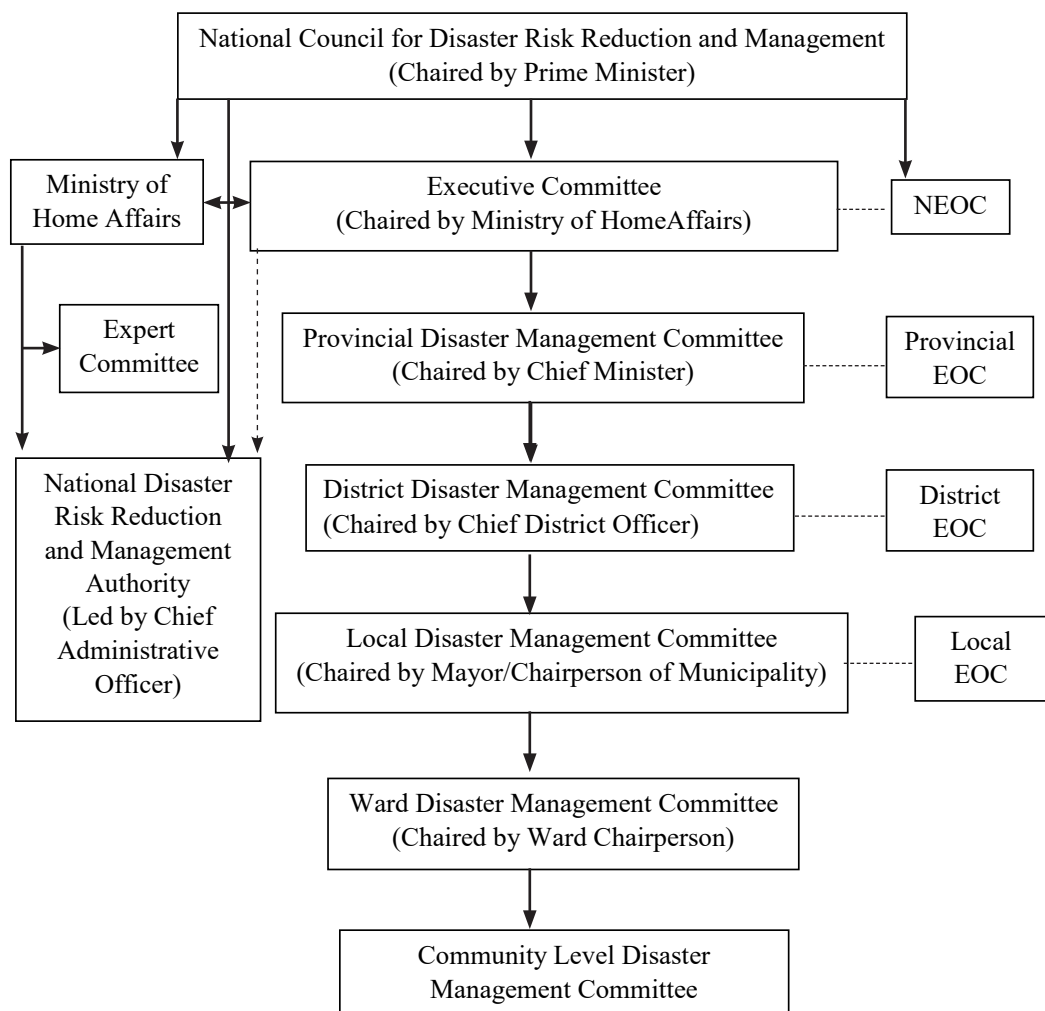 National Council for Disaster Risk Reduction and Management
(Chaired by Prime Minister)
Ministry of
Home Affairs
Executive Committee
(Chaired by Ministry of HomeAffairs)
NEOC
Expert
Committee
Provincial Disaster Management Committee
(Chaired by Chief Minister)
Provincial
EOC
National Disaster
Risk Reduction
and Management
Authority
(Led by Chief
Administrative
Officer)
District Disaster Management Committee
(Chaired by Chief District Officer)
District
EOC
Local Disaster Management Committee
(Chaired by Mayor/Chairperson of Municipality)
Local
EOC
Ward Disaster Management Committee
(Chaired by Ward Chairperson)
Community Level Disaster
Management Committee